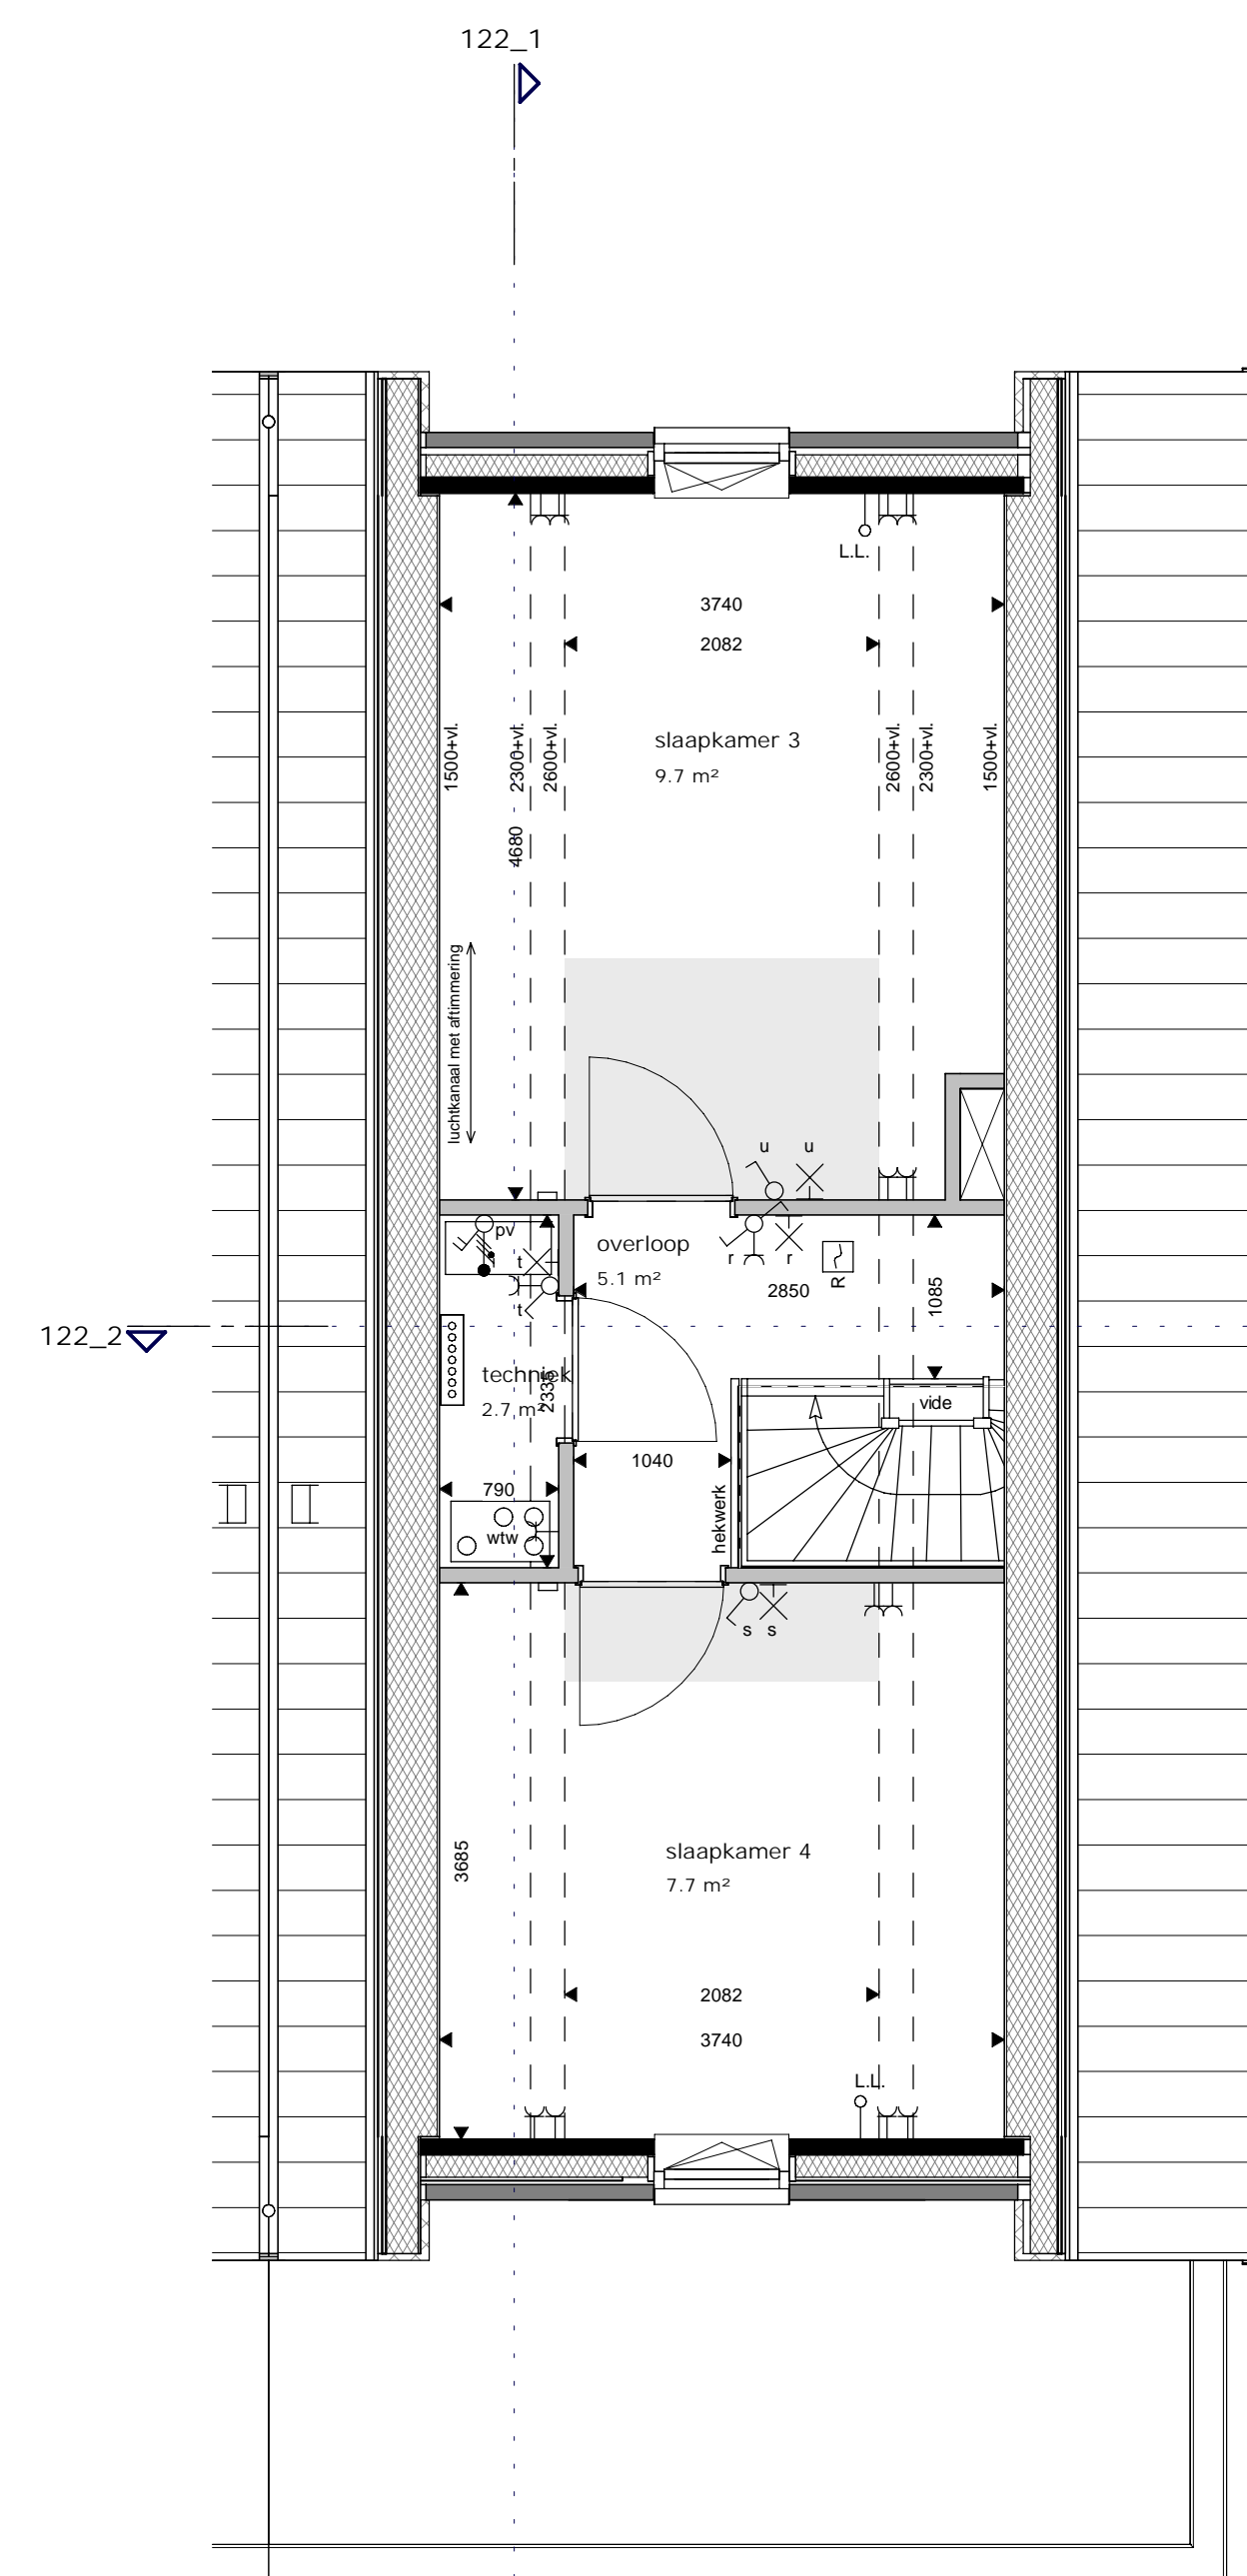 122_1
L.L.
3740
2082
1500+vl.
2300+vl.
2600+vl.
slaapkamer 3
9.7 m²
2600+vl.
2300+vl.
1500+vl.
4680
luchtkanaal met aftimmering
u
u
pv
t
t
overloop
5.1 m²
r
r
R
2850
1085
122_2
techniek
2.7 m²
2335
vide
1040
790
wtw
hekwerk
s
s
3685
slaapkamer 4
7.7 m²
2082
3740
L.L.